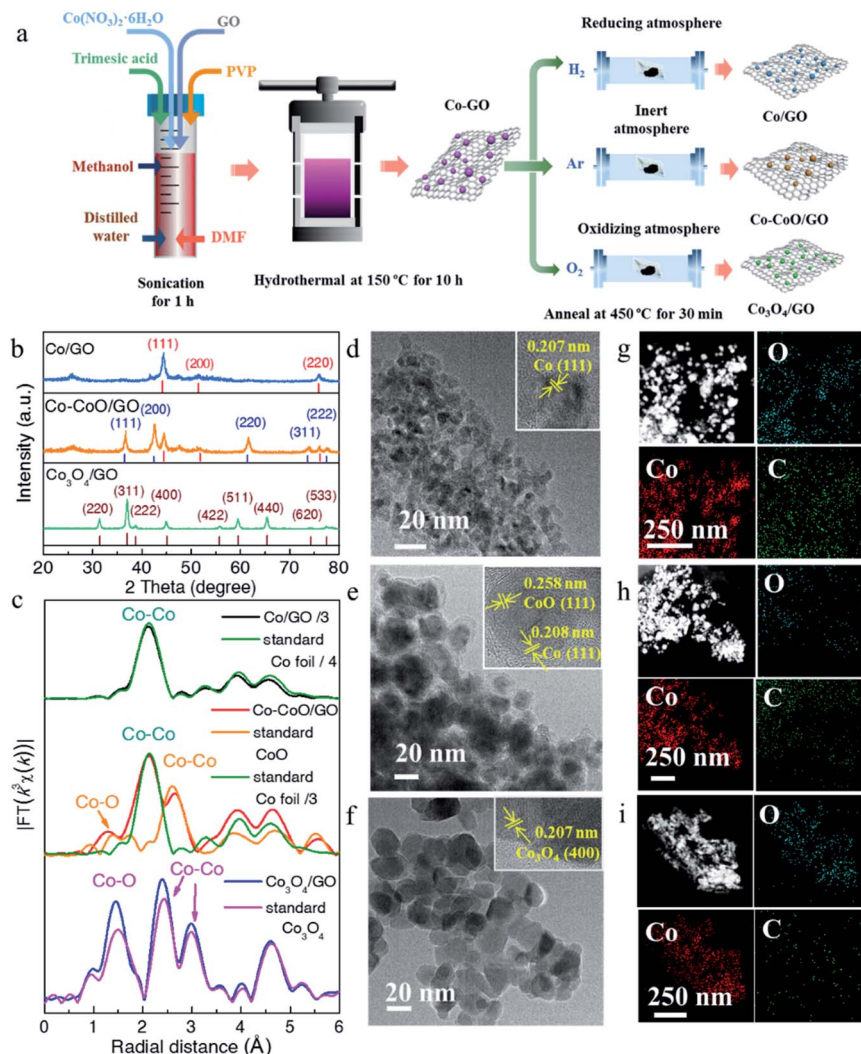 a
Co(NO₃)₂·6H₂O
GO
Trimesic acid
PVP
Methanol
Distilled
water
DMF
Sonication
for 1 h
Hydrothermal at 150 °C for 10 h
Co-GO
Reducing atmosphere
H₂
Co/GO
Inert
atmosphere
Ar
Co-CoO/GO
Oxidizing atmosphere
O₂
Co₃O₄/GO
Anneal at 450 °C for 30 min
b
Co/GO
(111)
(200)
(220)
Co-CoO/GO
(111)
(200)
(220)
(311)
(222)
Co₃O₄/GO
(220)
(311)
(222)
(400)
(422)
(511)
(440)
(620)
(533)
Intensity (a.u.)
20 30 40 50 60 70 80
2 Theta (degree)
c
Co-Co
Co/GO /3
standard
Co foil / 4
Co-Co
Co-Co
Co-O
Co-CoO/GO
standard
CoO
standard
Co foil /3
Co-O
Co-Co
Co₃O₄/GO
standard
Co₃O₄
|FT(k³χ(k))|
0 1 2 3 4 5 6
Radial distance (Å)
d
0.207 nm
Co (111)
20 nm
e
0.258 nm
CoO (111)
0.208 nm
Co (111)
20 nm
f
0.207 nm
Co₃O₄ (400)
20 nm
g
O
Co
C
250 nm
h
O
Co
C
250 nm
i
O
Co
C
250 nm